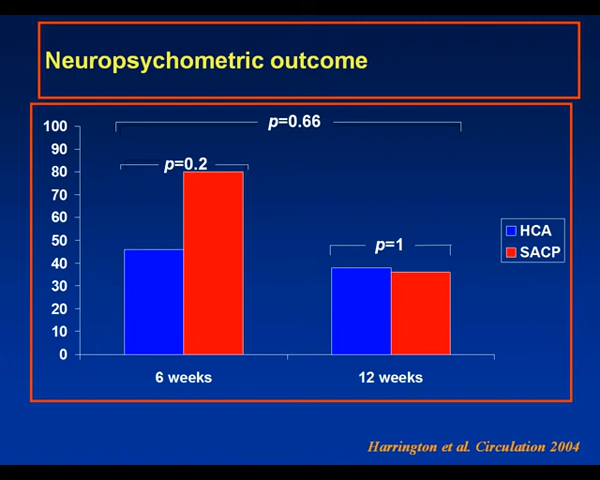 Neuropsychometric outcome
p=0.66
100
90
80
70
60
50
40
30
20
10
0
p=0.2
p=1
HCA
SACP
6 weeks
12 weeks
Harrington et al. Circulation 2004